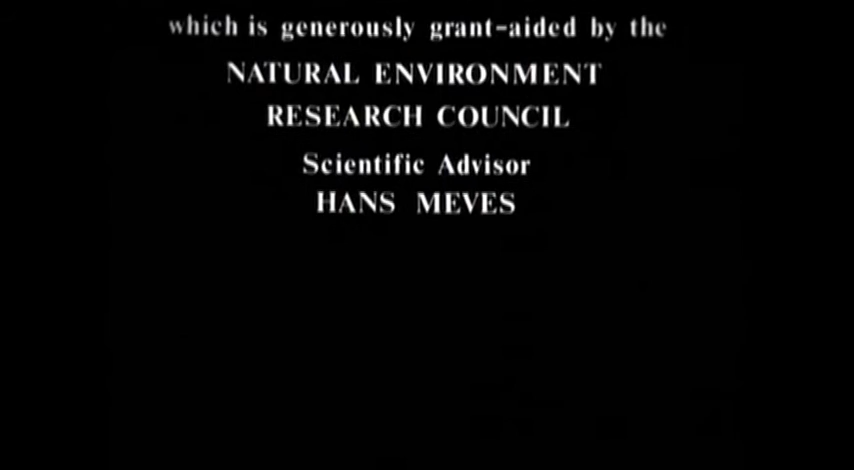 which is generously grant-aided by the
NATURAL ENVIRONMENT
RESEARCH COUNCIL
Scientific Advisor
HANS MEVES